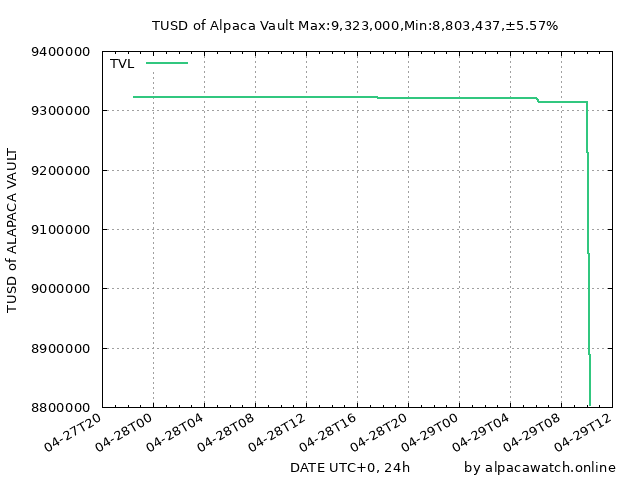 TUSD of Alpaca Vault Max:9,323,000,Min:8,803,437,±5.57%
TVL
9400000
9300000
9200000
9100000
9000000
8900000
8800000
TUSD of ALAPACA VAULT
04-27T20
04-28T00
04-28T04
04-28T08
04-28T12
04-28T16
04-28T20
04-29T00
04-29T04
04-29T08
04-29T12
DATE UTC+0, 24h
by alpacawatch.online